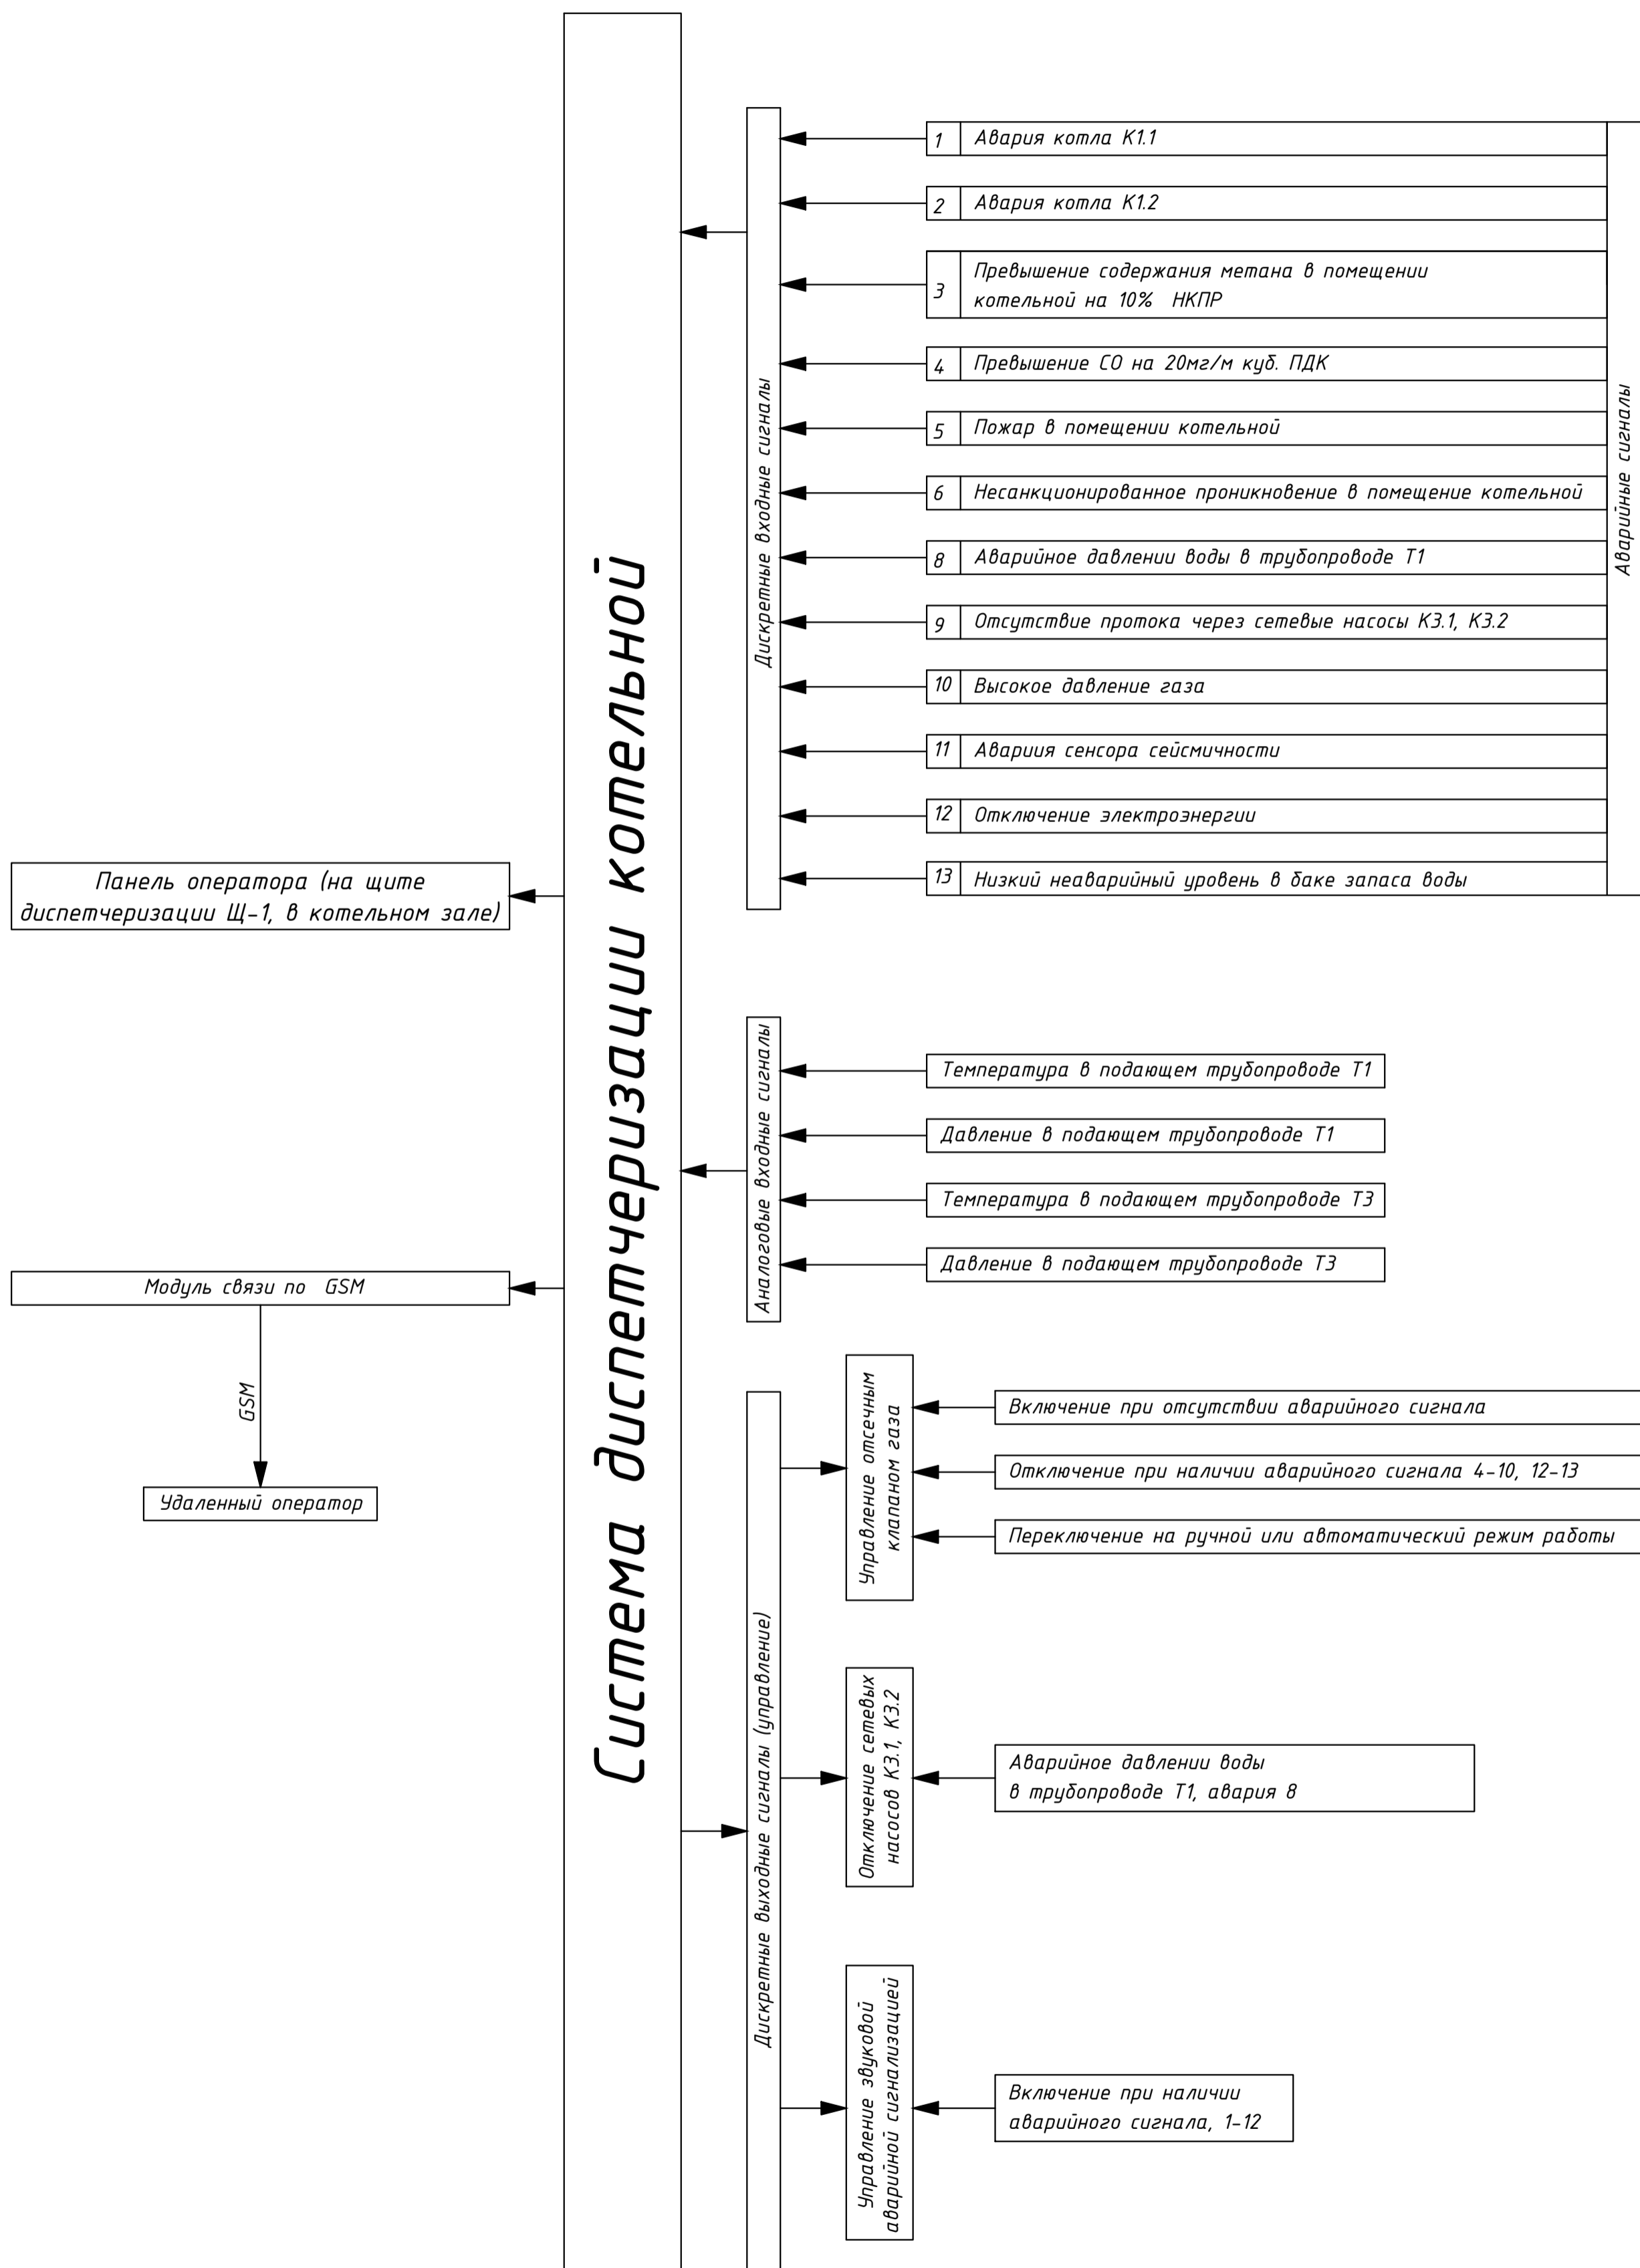 Система диспетчеризации котельной
Дискретные входные сигналы
1 Авария котла К1.1
2 Авария котла К1.2
3 Превышение содержания метана в помещении
котельной на 10% НКПР
4 Превышение СО на 20мг/м куб. ПДК
5 Пожар в помещении котельной
6 Несанкционированное проникновение в помещение котельной
8 Аварийное давлении воды в трубопроводе Т1
9 Отсутствие протока через сетевые насосы К3.1, К3.2
10 Высокое давление газа
11 Авариия сенсора сейсмичности
12 Отключение электроэнергии
13 Низкий неаварийный уровень в баке запаса воды
Аварийные сигналы
Панель оператора (на щите
диспетчеризации Щ-1, в котельном зале)
Аналоговые входные сигналы
Температура в подающем трубопроводе Т1
Давление в подающем трубопроводе Т1
Температура в подающем трубопроводе Т3
Давление в подающем трубопроводе Т3
Модуль связи по GSM
GSM
Удаленный оператор
Дискретные выходные сигналы (управление)
Управление отсечным
клапаном газа
Включение при отсутствии аварийного сигнала
Отключение при наличии аварийного сигнала 4-10, 12-13
Переключение на ручной или автоматический режим работы
Отключение сетевых
насосов К3.1, К3.2
Аварийное давлении воды
в трубопроводе Т1, авария 8
Управление звуковой
аварийной сигнализацией
Включение при наличии
аварийного сигнала, 1-12